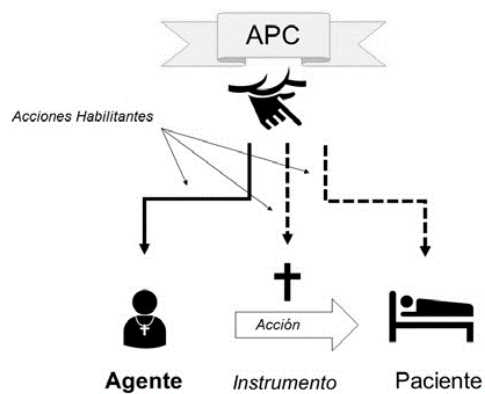 APC
Acciones Habilitantes
Acción
Agente
Instrumento
Paciente